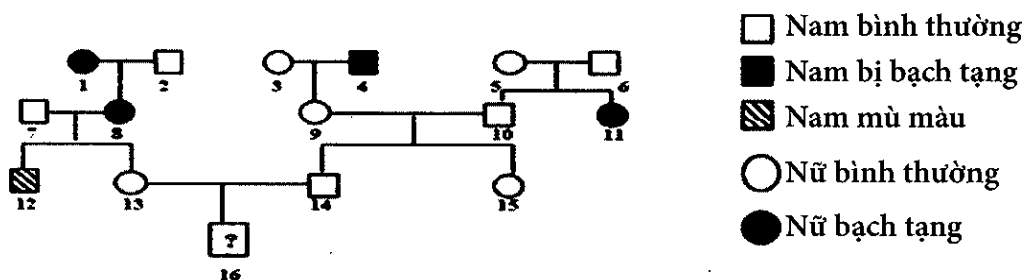 Nam bình thường
1 2 3 4 5 6
Nam bị bạch tạng
7 8 9 10 11
Nam mù màu
12 13 14 15
Nữ bình thường
?
16
Nữ bạch tạng